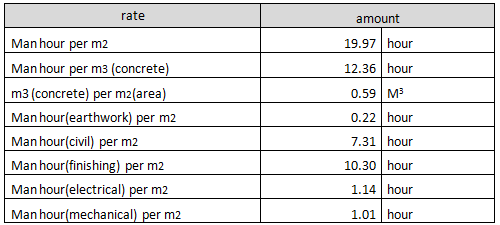 rate amount
Man hour per m2 19.97 hour
Man hour per m3 (concrete) 12.36 hour
m3 (concrete) per m2(area) 0.59 M³
Man hour(earthwork) per m2 0.22 hour
Man hour(civil) per m2 7.31 hour
Man hour(finishing) per m2 10.30 hour
Man hour(electrical) per m2 1.14 hour
Man hour(mechanical) per m2 1.01 hour